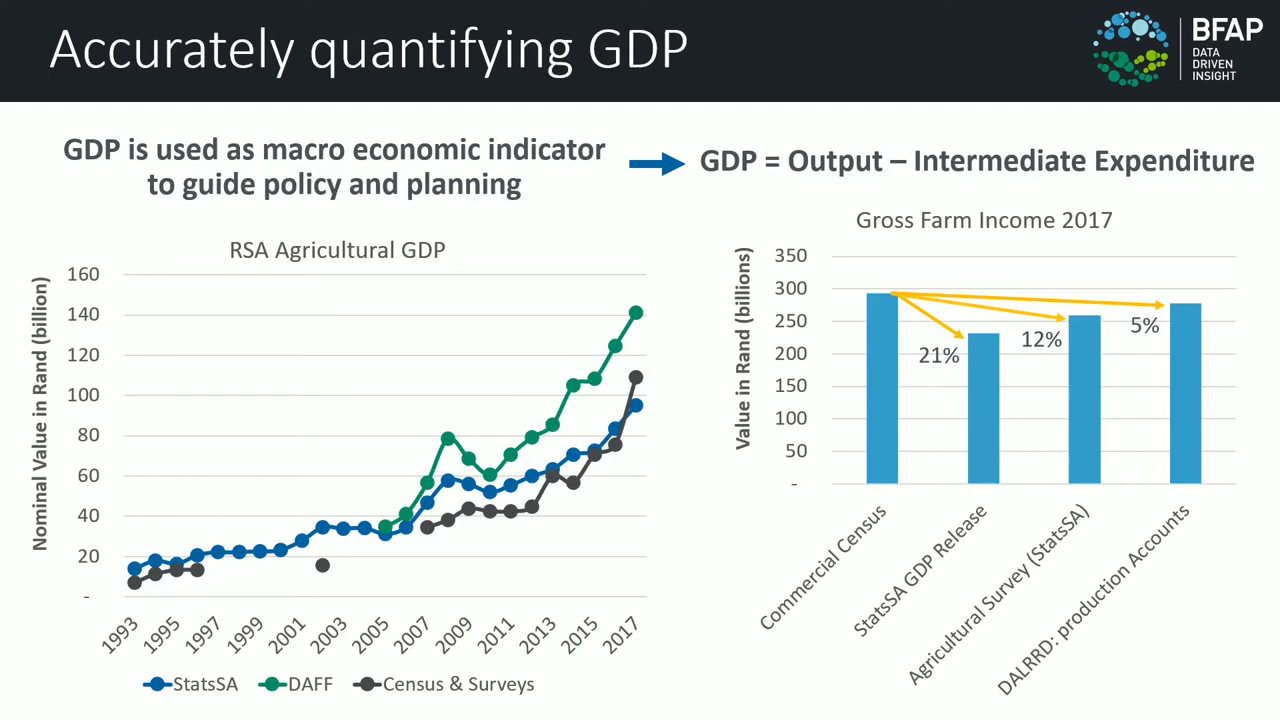 Accurately quantifying GDP
BFAP
DATA
DRIVEN
INSIGHT
GDP is used as macro economic indicator
to guide policy and planning
GDP = Output – Intermediate Expenditure
RSA Agricultural GDP
Nominal Value in Rand (billion)
160
140
120
100
80
60
40
20
-
1993
1995
1997
1999
2001
2003
2005
2007
2009
2011
2013
2015
2017
StatsSA
DAFF
Census & Surveys
Gross Farm Income 2017
Value in Rand (billions)
350
300
250
200
150
100
50
-
21%
12%
5%
Commercial Census
StatsSA GDP Release
Agricultural Survey (StatsSA)
DALRRD: production Accounts